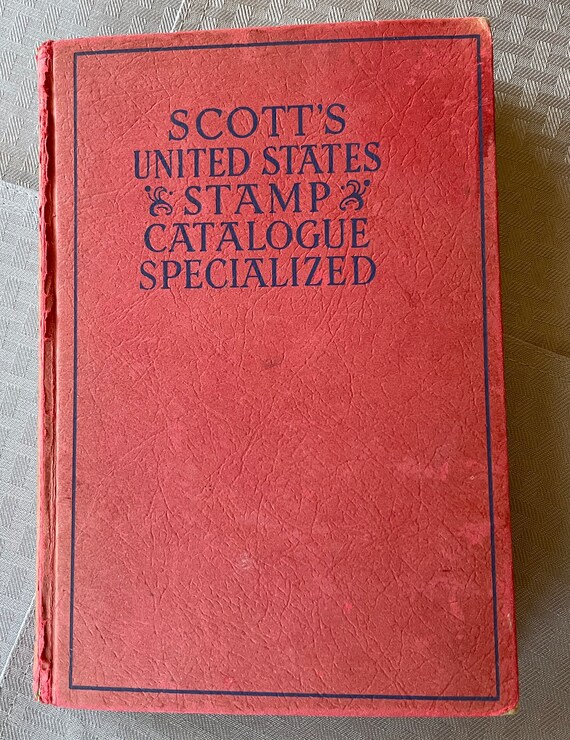 SCOTT'S
UNITED STATES
STAMP
CATALOGUE
SPECIALIZED